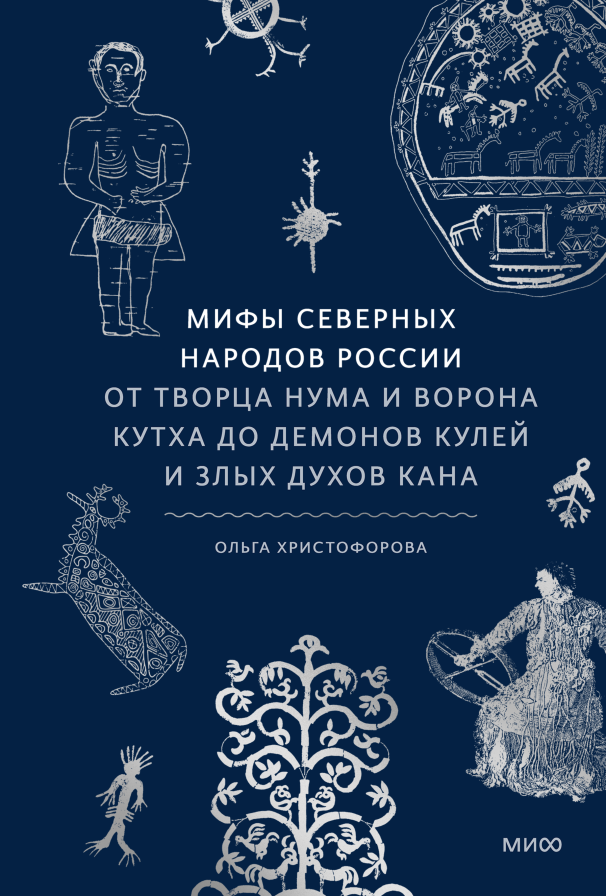 МИФЫ СЕВЕРНЫХ
НАРОДОВ РОССИИ
ОТ ТВОРЦА НУМА И ВОРОНА
КУТХА ДО ДЕМОНОВ КУЛЕЙ
И ЗЛЫХ ДУХОВ КАНА
ОЛЬГА ХРИСТОФОРОВА
МИФ